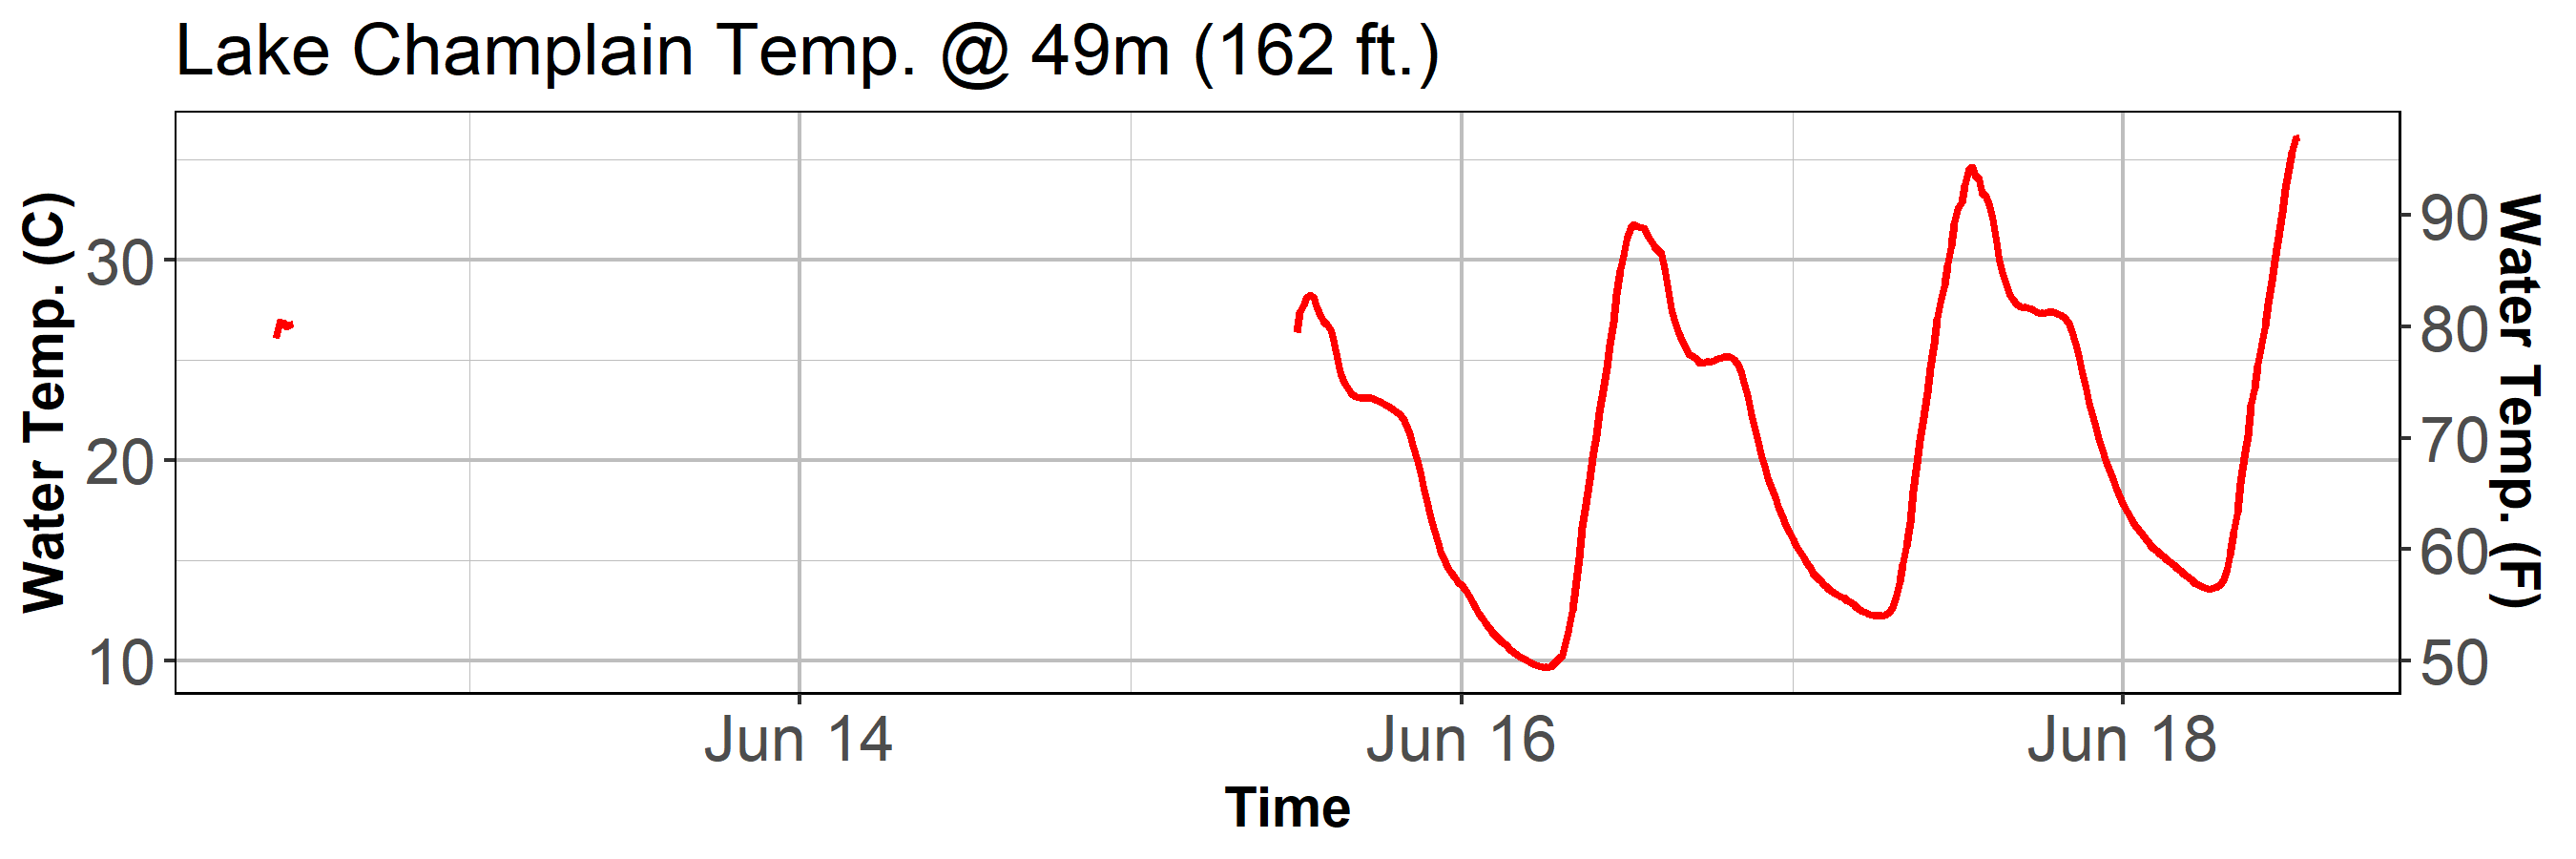 Lake Champlain Temp. @ 49m (162 ft.)
Water Temp. (C)
30
20
10
90
80
70
60
50
Water Temp. (F)
Jun 14
Jun 16
Jun 18
Time